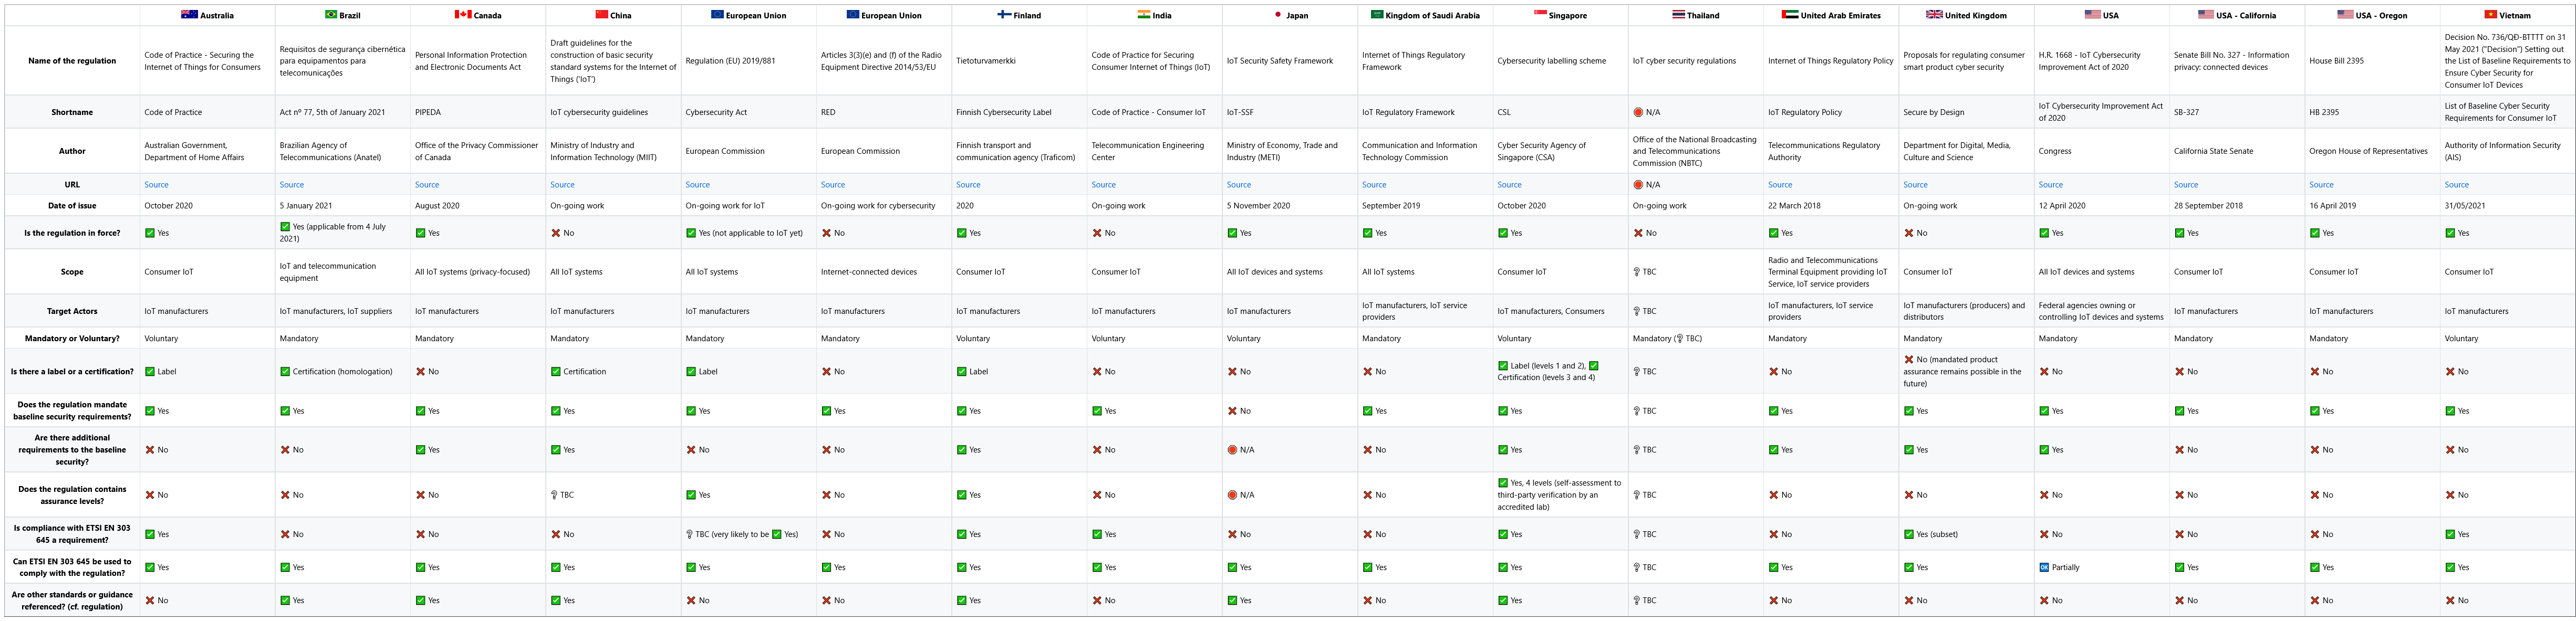 Australia Brazil Canada China European Union European Union Finland India Japan Kingdom of Saudi Arabia Singapore Thailand United Arab Emirates United Kingdom USA USA - California USA - Oregon Vietnam
Name of the regulation
Code of Practice - Securing the
Internet of Things for Consumers
Requisitos de segurança cibernética
para equipamentos para
telecomunicações
Personal Information Protection
and Electronic Documents Act
Draft guidelines for the
construction of basic security
standard systems for the Internet of
Things ('IoT')
Regulation (EU) 2019/881
Articles 3(3)(e) and (f) of the Radio
Equipment Directive 2014/53/EU
Tietoturvamerkki
Code of Practice for Securing
Consumer Internet of Things (IoT)
IoT Security Safety Framework
Internet of Things Regulatory
Framework
Cybersecurity labelling scheme
IoT cyber security regulations
Internet of Things Regulatory Policy
Proposals for regulating consumer
smart product cyber security
H.R. 1668 - IoT Cybersecurity
Improvement Act of 2020
Senate Bill No. 327 - Information
privacy: connected devices
House Bill 2395
Decision No. 736/QĐ-BTTTT on 31
May 2021 ("Decision") Setting out
the List of Baseline Requirements to
Ensure Cyber Security for
Consumer IoT Devices
Shortname
Code of Practice
Act nº 77, 5th of January 2021
PIPEDA
IoT cybersecurity guidelines
Cybersecurity Act
RED
Finnish Cybersecurity Label
Code of Practice - Consumer IoT
IoT-SSF
IoT Regulatory Framework
CSL
N/A
IoT Regulatory Policy
Secure by Design
IoT Cybersecurity Improvement Act
of 2020
SB-327
HB 2395
List of Baseline Cyber Security
Requirements for Consumer IoT
Author
Australian Government,
Department of Home Affairs
Brazilian Agency of
Telecommunications (Anatel)
Office of the Privacy Commissioner
of Canada
Ministry of Industry and
Information Technology (MIIT)
European Commission
European Commission
Finnish transport and
communication agency (Traficom)
Telecommunication Engineering
Center
Ministry of Economy, Trade and
Industry (METI)
Communication and Information
Technology Commission
Cyber Security Agency of
Singapore (CSA)
Office of the National Broadcasting
and Telecommunications
Commission (NBTC)
Telecommunications Regulatory
Authority
Department for Digital, Media,
Culture and Science
Congress
California State Senate
Oregon House of Representatives
Authority of Information Security
(AIS)
URL Source Source Source Source Source Source Source Source Source Source Source N/A Source Source Source Source Source Source
Date of issue October 2020 5 January 2021 August 2020 On-going work On-going work for IoT On-going work for cybersecurity 2020 On-going work 5 November 2020 September 2019 October 2020 On-going work 22 March 2018 On-going work 12 April 2020 28 September 2018 16 April 2019 31/05/2021
Is the regulation in force?
Yes
Yes (applicable from 4 July
2021)
Yes
No
Yes (not applicable to IoT yet)
No
Yes
No
Yes
Yes
Yes
No
Yes
No
Yes
Yes
Yes
Yes
Scope
Consumer IoT
IoT and telecommunication
equipment
All IoT systems (privacy-focused)
All IoT systems
All IoT systems
Internet-connected devices
Consumer IoT
Consumer IoT
All IoT devices and systems
All IoT systems
Consumer IoT
TBC
Radio and Telecommunications
Terminal Equipment providing IoT
Service, IoT service providers
Consumer IoT
All IoT devices and systems
Consumer IoT
Consumer IoT
Consumer IoT
Target Actors
IoT manufacturers
IoT manufacturers, IoT suppliers
IoT manufacturers
IoT manufacturers
IoT manufacturers
IoT manufacturers
IoT manufacturers
IoT manufacturers
IoT manufacturers
IoT manufacturers, IoT service
providers
IoT manufacturers, Consumers
TBC
IoT manufacturers, IoT service
providers
IoT manufacturers (producers) and
distributors
Federal agencies owning or
controlling IoT devices and systems
IoT manufacturers
IoT manufacturers
IoT manufacturers
Mandatory or Voluntary? Voluntary Mandatory Mandatory Mandatory Mandatory Mandatory Voluntary Voluntary Voluntary Mandatory Voluntary Mandatory (TBC) Mandatory Mandatory Mandatory Mandatory Mandatory Voluntary
Is there a label or a certification?
Label
Certification (homologation)
No
Certification
Label
No
Label
No
No
No
Label (levels 1 and 2),
Certification (levels 3 and 4)
TBC
No
No (mandated product
assurance remains possible in the
future)
No
No
No
No
Does the regulation mandate
baseline security requirements?
Yes Yes Yes Yes Yes Yes Yes Yes No Yes Yes TBC Yes Yes Yes Yes Yes Yes
Are there additional
requirements to the baseline
security?
No No Yes Yes No No Yes No N/A No Yes TBC Yes Yes Yes No No No
Does the regulation contains
assurance levels?
No
No
No
TBC
Yes
No
Yes
No
N/A
No
Yes, 4 levels (self-assessment to
third-party verification by an
accredited lab)
TBC
No
No
No
No
No
No
Is compliance with ETSI EN 303
645 a requirement?
Yes No No No TBC (very likely to be Yes) No Yes Yes No No Yes TBC No Yes (subset) No No No Yes
Can ETSI EN 303 645 be used to
comply with the regulation?
Yes Yes Yes Yes Yes Yes Yes Yes Yes Yes Yes TBC Yes Yes OK Partially Yes Yes Yes
Are other standards or guidance
referenced? (cf. regulation)
No Yes Yes Yes No No Yes No Yes No Yes TBC No No No No No No